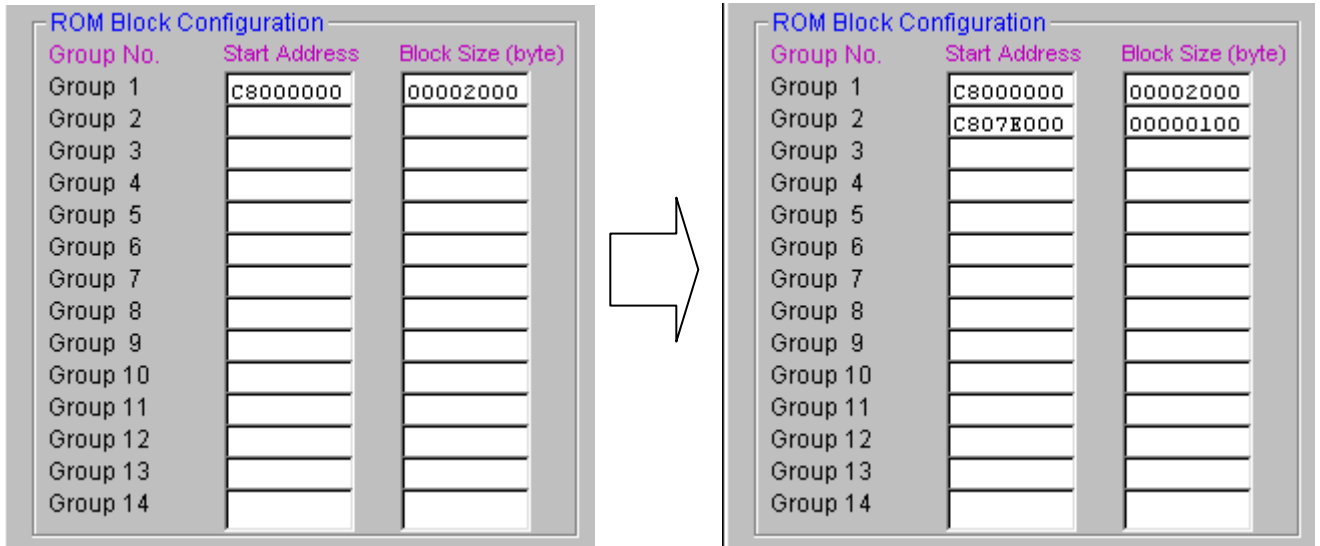 ROM Block Configuration
Group No. Start Address Block Size (byte)
Group 1 C8000000 00002000
Group 2
Group 3
Group 4
Group 5
Group 6
Group 7
Group 8
Group 9
Group 10
Group 11
Group 12
Group 13
Group 14
ROM Block Configuration
Group No. Start Address Block Size (byte)
Group 1 C8000000 00002000
Group 2 C807E000 00000100
Group 3
Group 4
Group 5
Group 6
Group 7
Group 8
Group 9
Group 10
Group 11
Group 12
Group 13
Group 14